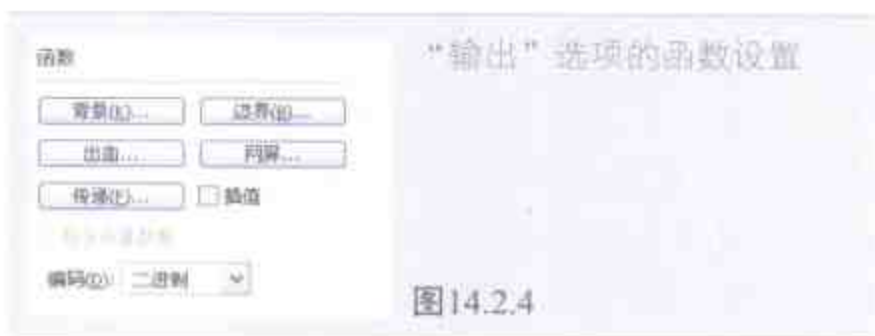 函数
“输出”选项的函数设置
背景(K)... 边界(B)...
出血... 网屏...
传递(F)... 插值
编码(D): 二进制
图14.2.4